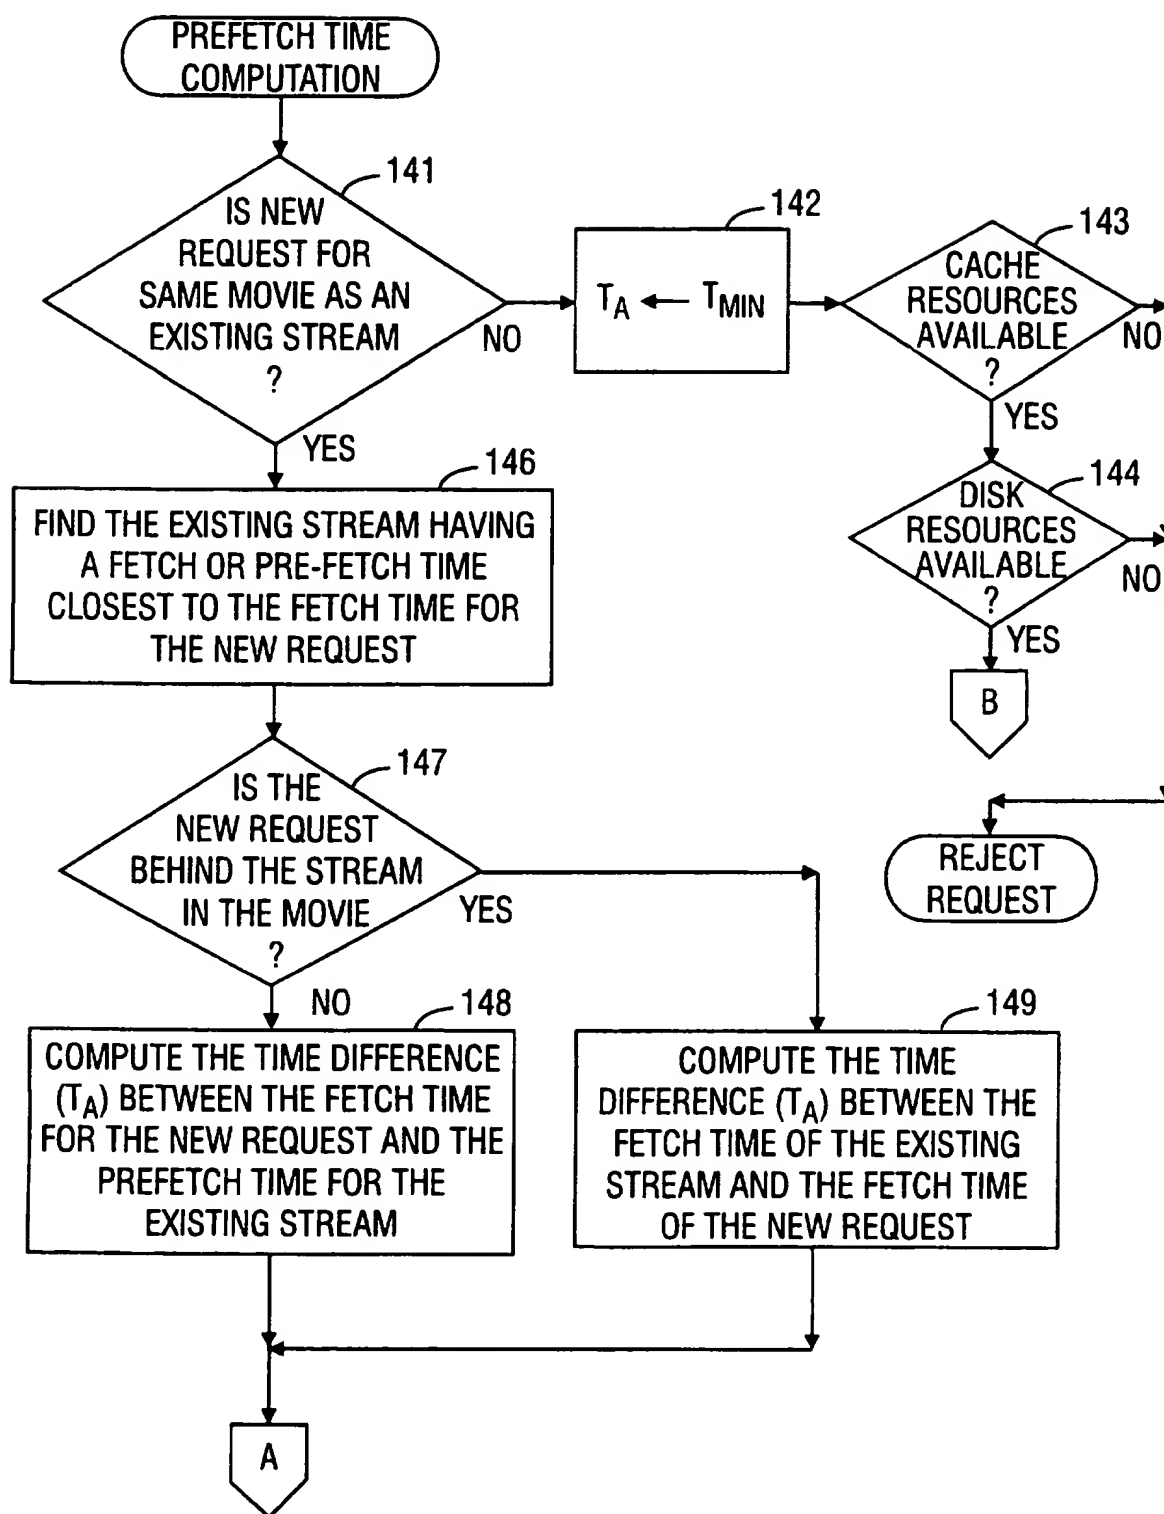 PREFETCH TIME
COMPUTATION
141
IS NEW
REQUEST FOR
SAME MOVIE AS AN
EXISTING STREAM
?
NO
YES
142
T_A ← T_MIN
143
CACHE
RESOURCES
AVAILABLE
?
NO
YES
144
DISK
RESOURCES
AVAILABLE
?
NO
YES
B
REJECT
REQUEST
146
FIND THE EXISTING STREAM HAVING
A FETCH OR PRE-FETCH TIME
CLOSEST TO THE FETCH TIME FOR
THE NEW REQUEST
147
IS THE
NEW REQUEST
BEHIND THE STREAM
IN THE MOVIE
?
YES
NO
148
COMPUTE THE TIME DIFFERENCE
(T_A) BETWEEN THE FETCH TIME
FOR THE NEW REQUEST AND THE
PREFETCH TIME FOR THE
EXISTING STREAM
149
COMPUTE THE TIME
DIFFERENCE (T_A) BETWEEN THE
FETCH TIME OF THE EXISTING
STREAM AND THE FETCH TIME
OF THE NEW REQUEST
A